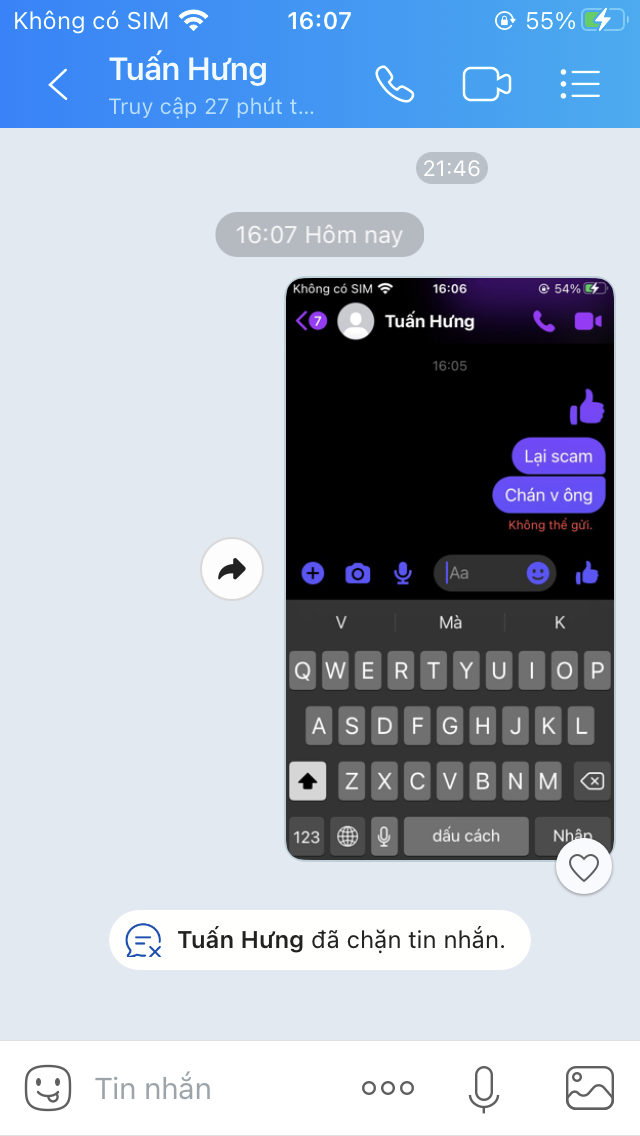 Không có SIM 16:07 55%
Tuấn Hưng
Truy cập 27 phút t...
21:46
16:07 Hôm nay
Không có SIM 16:06 54%
7 Tuấn Hưng
16:05
Lại scam
Chán v ông
Không thể gửi.
Aa
V Mà K
Q W E R T Y U I O P
A S D F G H J K L
Z X C V B N M
123 dấu cách Nhập
Tuấn Hưng đã chặn tin nhắn.
Tin nhắn